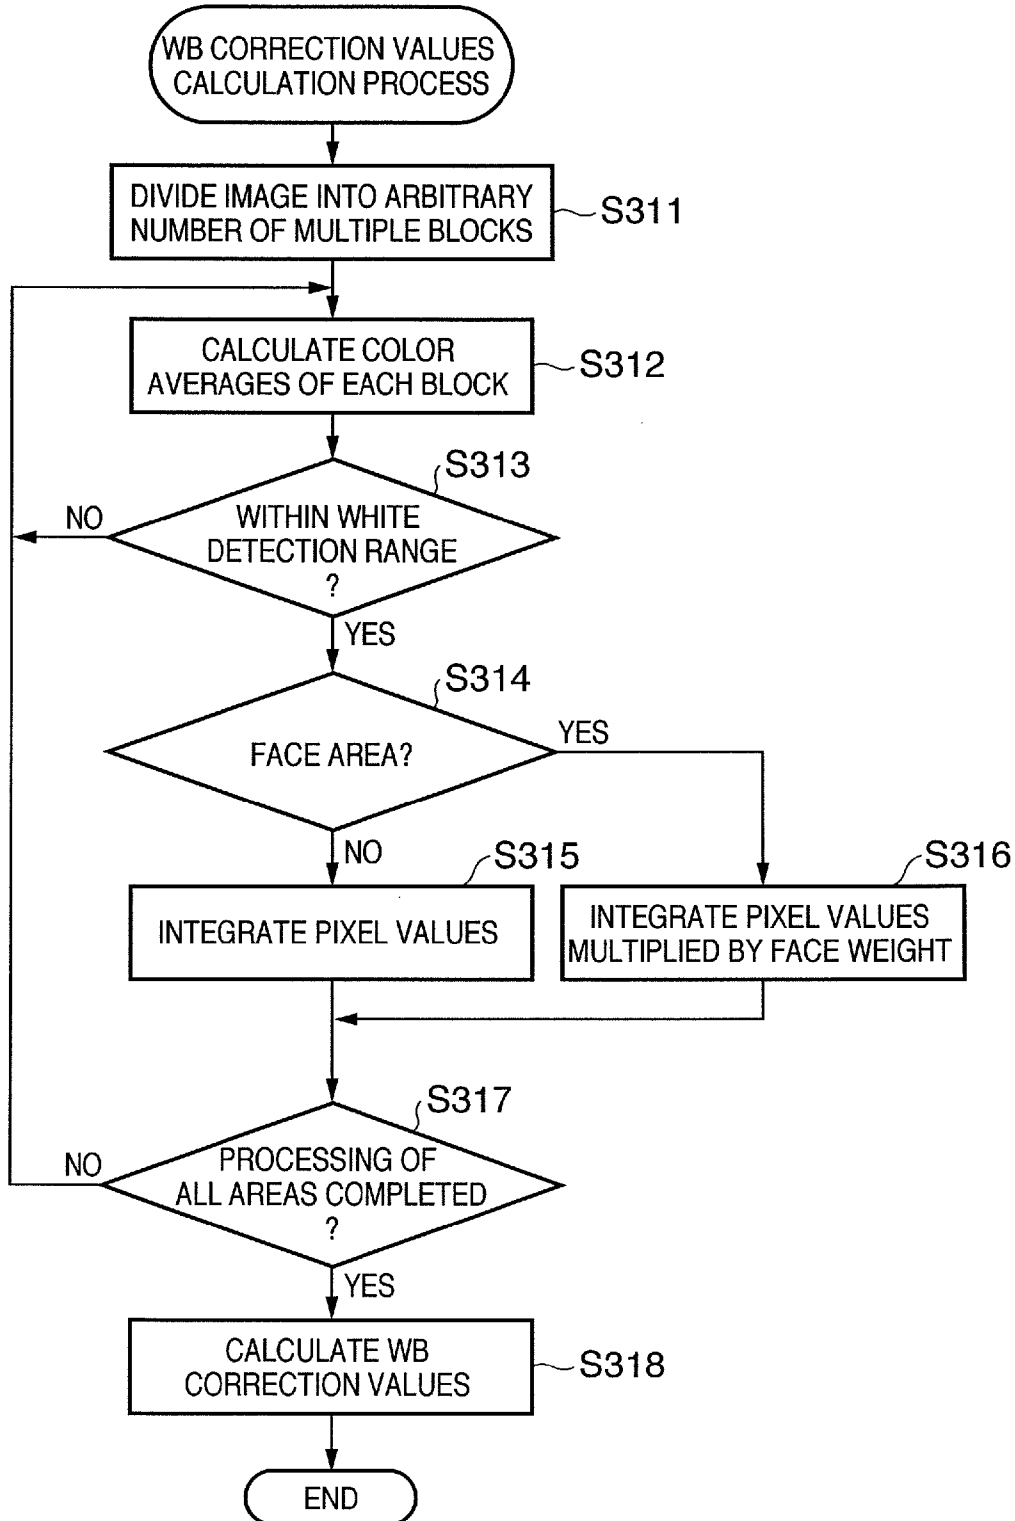 WB CORRECTION VALUES
CALCULATION PROCESS
DIVIDE IMAGE INTO ARBITRARY
NUMBER OF MULTIPLE BLOCKS
S311
CALCULATE COLOR
AVERAGES OF EACH BLOCK
S312
S313
NO
WITHIN WHITE
DETECTION RANGE
?
YES
S314
FACE AREA?
YES
NO
S315
INTEGRATE PIXEL VALUES
S316
INTEGRATE PIXEL VALUES
MULTIPLIED BY FACE WEIGHT
S317
NO
PROCESSING OF
ALL AREAS COMPLETED
?
YES
CALCULATE WB
CORRECTION VALUES
S318
END